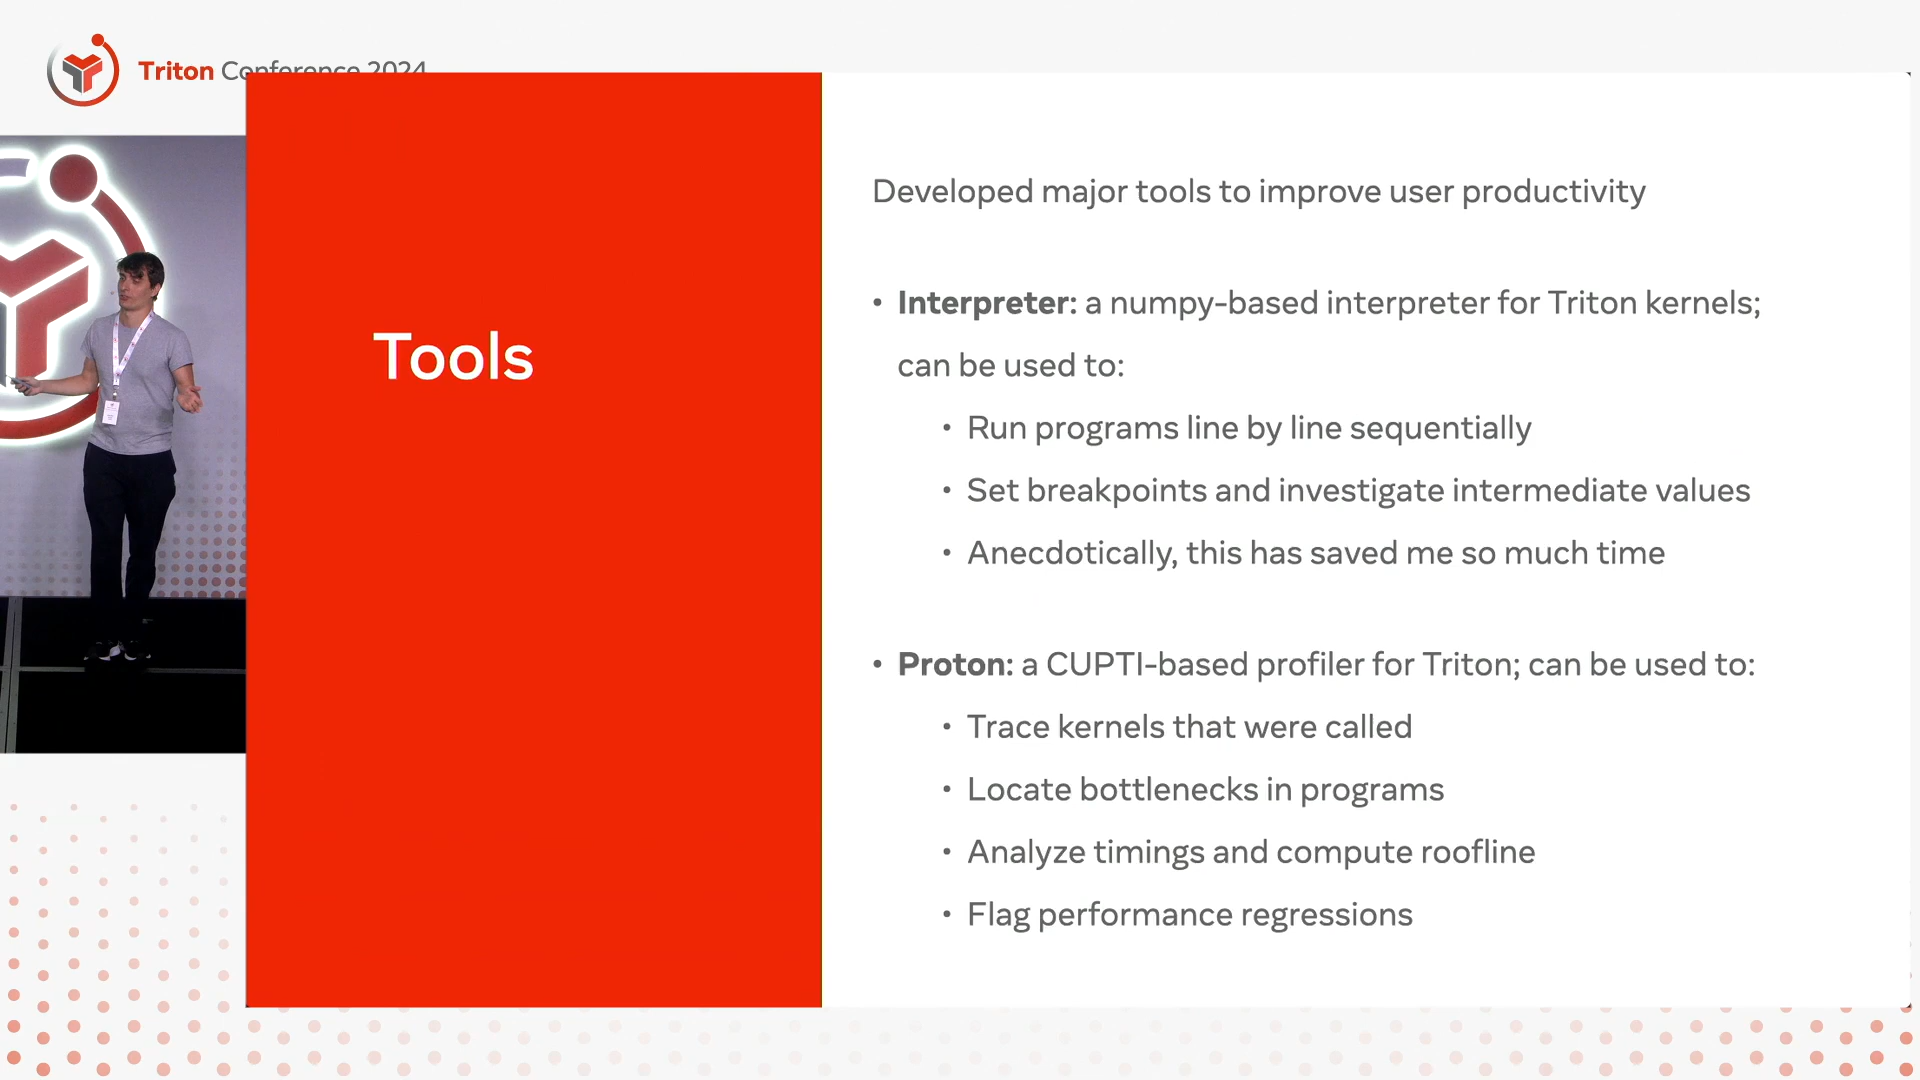 Triton Conference 2024
Tools
Developed major tools to improve user productivity
• Interpreter: a numpy-based interpreter for Triton kernels;
can be used to:
• Run programs line by line sequentially
• Set breakpoints and investigate intermediate values
• Anecdotically, this has saved me so much time
• Proton: a CUPTI-based profiler for Triton; can be used to:
• Trace kernels that were called
• Locate bottlenecks in programs
• Analyze timings and compute roofline
• Flag performance regressions